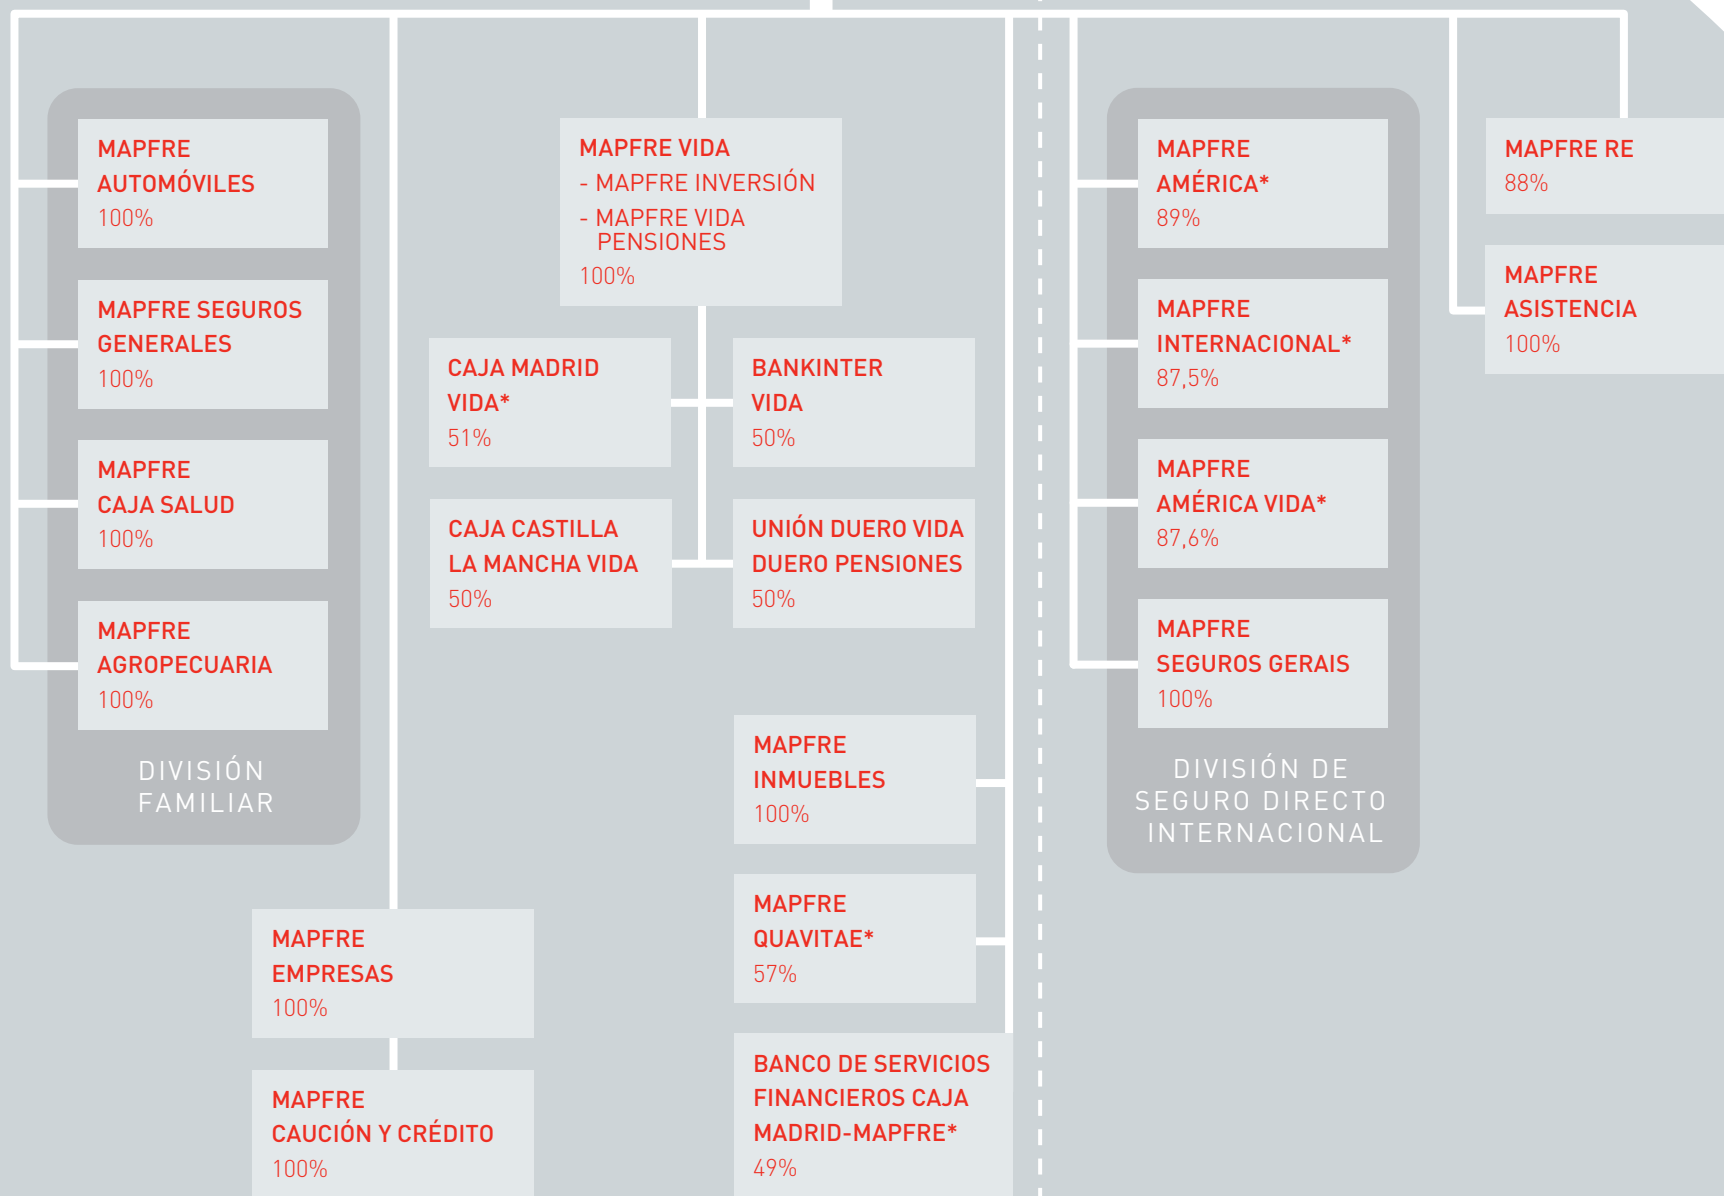 MAPFRE
AUTOMÓVILES
100%
MAPFRE SEGUROS
GENERALES
100%
MAPFRE
CAJA SALUD
100%
MAPFRE
AGROPECUARIA
100%
DIVISIÓN
FAMILIAR
MAPFRE
EMPRESAS
100%
MAPFRE
CAUCIÓN Y CRÉDITO
100%
MAPFRE VIDA
- MAPFRE INVERSIÓN
- MAPFRE VIDA
PENSIONES
100%
CAJA MADRID
VIDA*
51%
BANKINTER
VIDA
50%
CAJA CASTILLA
LA MANCHA VIDA
50%
UNIÓN DUERO VIDA
DUERO PENSIONES
50%
MAPFRE
INMUEBLES
100%
MAPFRE
QUAVITAE*
57%
BANCO DE SERVICIOS
FINANCIEROS CAJA
MADRID-MAPFRE*
49%
MAPFRE
AMÉRICA*
89%
MAPFRE
INTERNACIONAL*
87,5%
MAPFRE
AMÉRICA VIDA*
87,6%
MAPFRE
SEGUROS GERAIS
100%
DIVISIÓN DE
SEGURO DIRECTO
INTERNACIONAL
MAPFRE RE
88%
MAPFRE
ASISTENCIA
100%